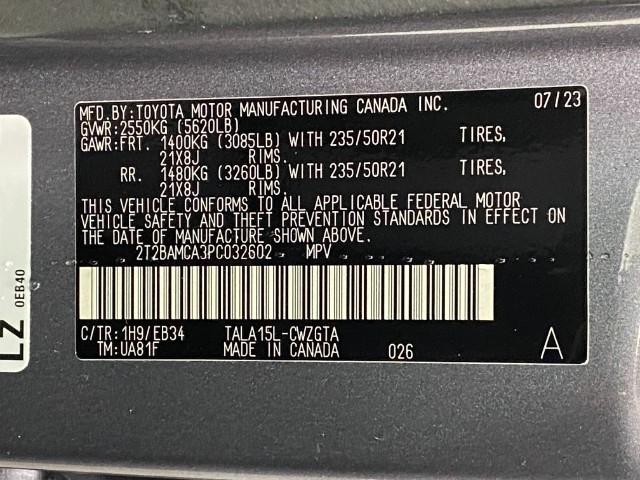 MFD.BY:TOYOTA MOTOR MANUFACTURING CANADA INC. 07/23
GVWR:2550KG (5620LB)
GAWR:FRT. 1400KG (3085LB) WITH 235/50R21 TIRES,
21X8J RIMS.
RR. 1480KG (3260LB) WITH 235/50R21 TIRES,
21X8J RIMS.
THIS VEHICLE CONFORMS TO ALL APPLICABLE FEDERAL MOTOR
VEHICLE SAFETY AND THEFT PREVENTION STANDARDS IN EFFECT ON
THE DATE OF MANUFACTURE SHOWN ABOVE.
2T2BAMCA3PC032602 MPV
C/TR:1H9/EB34 TALA15L-CWZGTA
TM:UA81F MADE IN CANADA 026 A
LZ
0EB40